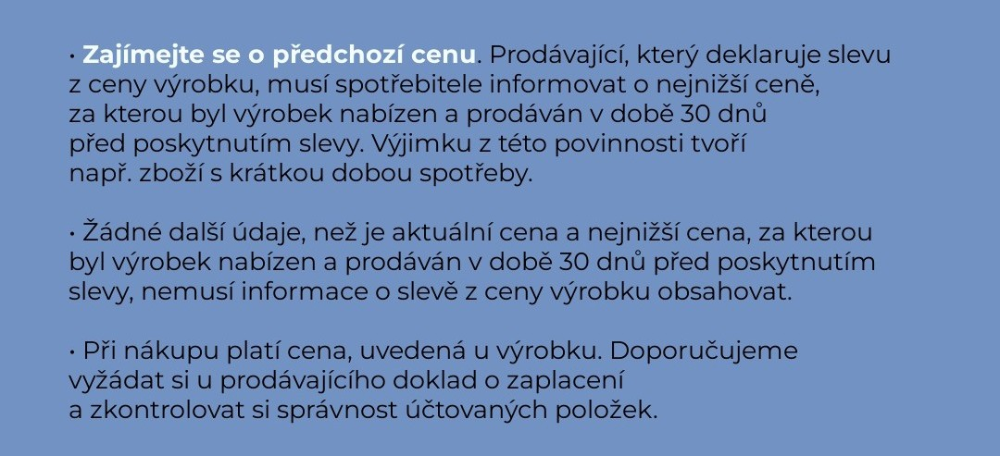 • Zajímejte se o předchozí cenu. Prodávající, který deklaruje slevu
z ceny výrobku, musí spotřebitele informovat o nejnižší ceně,
za kterou byl výrobek nabízen a prodáván v době 30 dnů
před poskytnutím slevy. Výjimku z této povinnosti tvoří
např. zboží s krátkou dobou spotřeby.
• Žádné další údaje, než je aktuální cena a nejnižší cena, za kterou
byl výrobek nabízen a prodáván v době 30 dnů před poskytnutím
slevy, nemusí informace o slevě z ceny výrobku obsahovat.
• Při nákupu platí cena, uvedená u výrobku. Doporučujeme
vyžádat si u prodávajícího doklad o zaplacení
a zkontrolovat si správnost účtovaných položek.